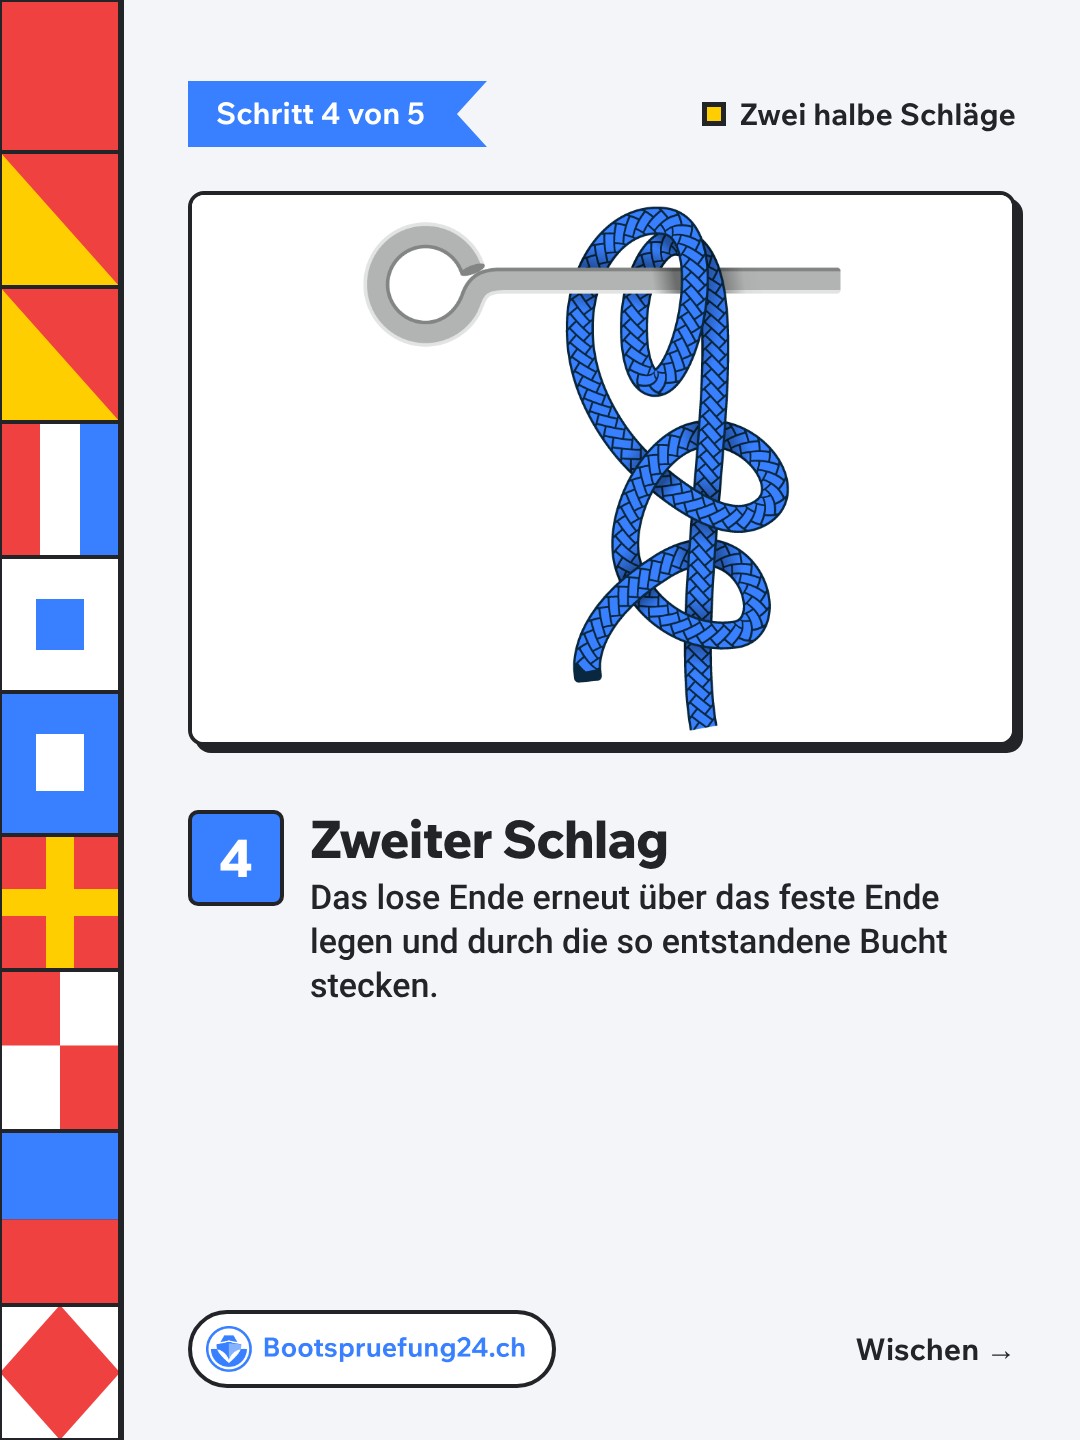 Schritt 4 von 5
Zwei halbe Schläge
4
Zweiter Schlag
Das lose Ende erneut über das feste Ende
legen und durch die so entstandene Bucht
stecken.
Bootspruefung24.ch
Wischen →